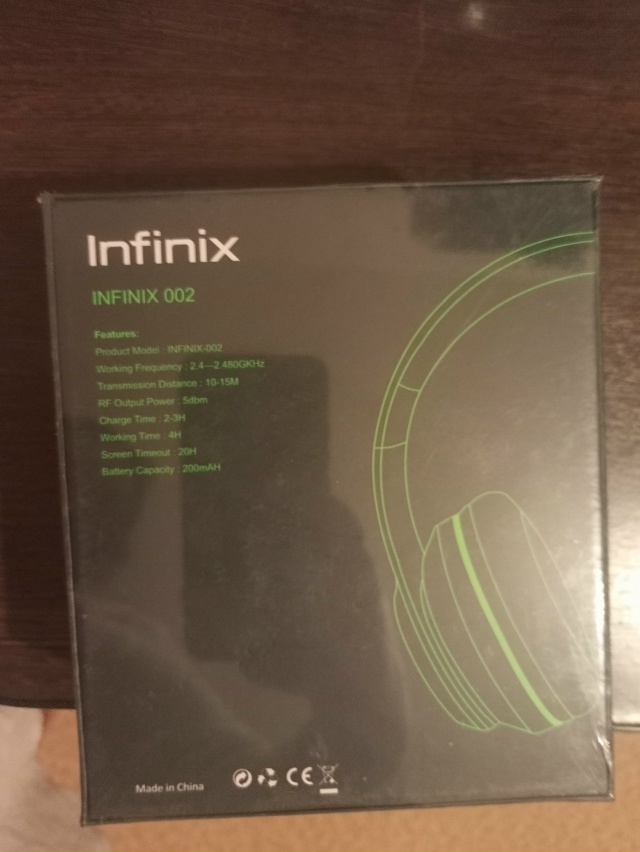 Infinix
INFINIX 002
Features:
Product Model : INFINIX-002
Working Frequency : 2.4---2.480GKHz
Transmission Distance : 10-15M
RF Output Power : 5dbm
Charge Time : 2-3H
Working Time : 4H
Screen Timeout : 20H
Battery Capacity : 200mAH
Made in China
CE